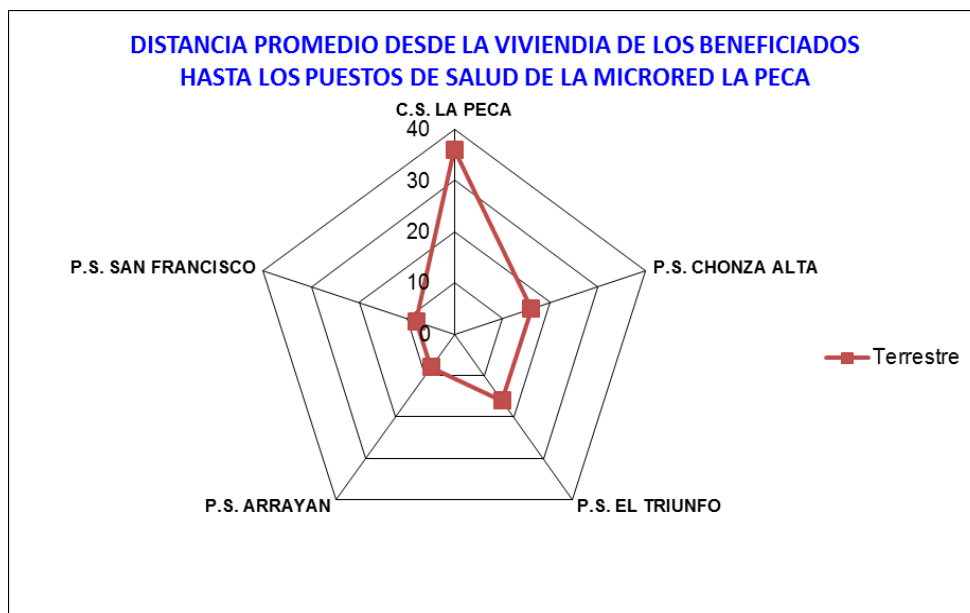 DISTANCIA PROMEDIO DESDE LA VIVIENDIA DE LOS BENEFICIADOS
HASTA LOS PUESTOS DE SALUD DE LA MICRORED LA PECA
C.S. LA PECA
40
30
20
10
0
P.S. SAN FRANCISCO
P.S. CHONZA ALTA
Terrestre
P.S. ARRAYAN
P.S. EL TRIUNFO